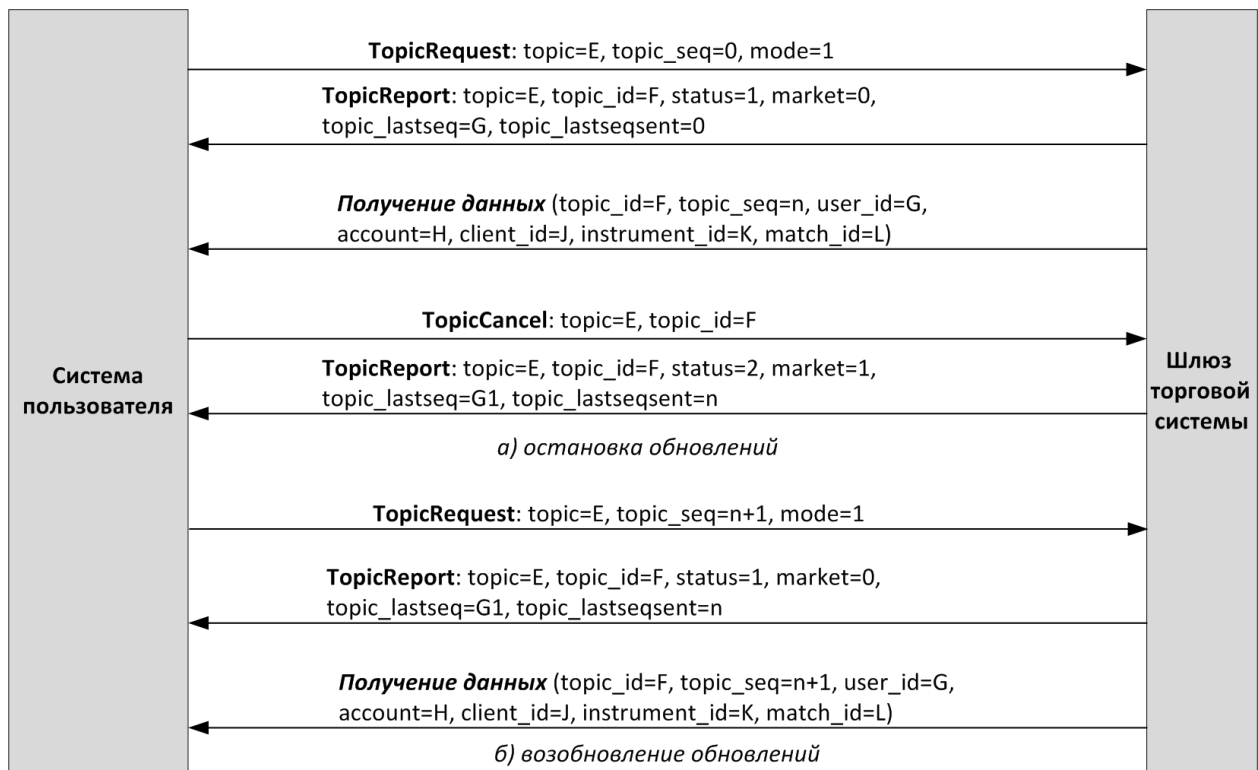 TopicRequest: topic=E, topic_seq=0, mode=1
TopicReport: topic=E, topic_id=F, status=1, market=0,
topic_lastseq=G, topic_lastseqsent=0
Получение данных (topic_id=F, topic_seq=n, user_id=G,
account=H, client_id=J, instrument_id=K, match_id=L)
TopicCancel: topic=E, topic_id=F
Система
пользователя
TopicReport: topic=E, topic_id=F, status=2, market=1,
topic_lastseq=G1, topic_lastseqsent=n
Шлюз
торговой
системы
а) остановка обновлений
TopicRequest: topic=E, topic_seq=n+1, mode=1
TopicReport: topic=E, topic_id=F, status=1, market=0,
topic_lastseq=G1, topic_lastseqsent=n
Получение данных (topic_id=F, topic_seq=n+1, user_id=G,
account=H, client_id=J, instrument_id=K, match_id=L)
б) возобновление обновлений